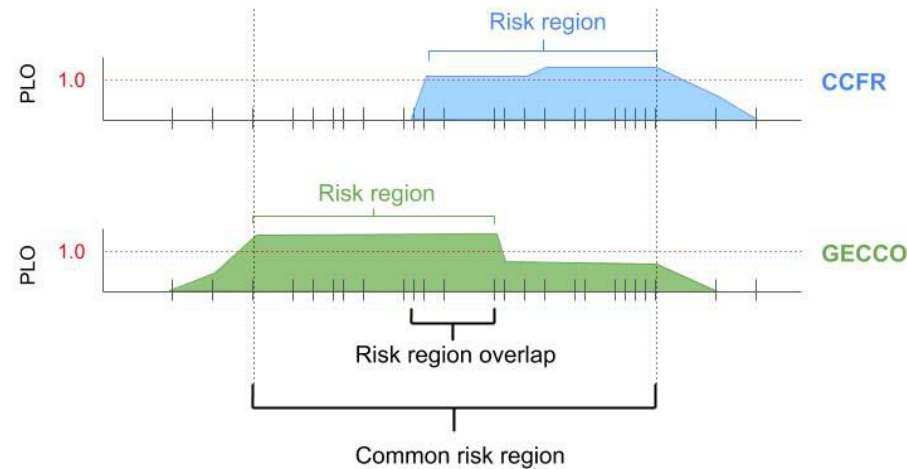 Risk region
PLO
1.0
CCFR
Risk region
PLO
1.0
GECCO
Risk region overlap
Common risk region